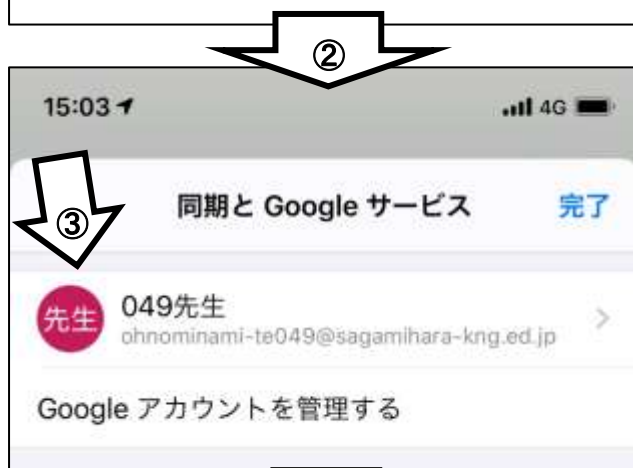 ②
15:03 4G
③
同期と Google サービス 完了
先生 049先生
ohnominami-te049@sagamihara-kng.ed.jp
Google アカウントを管理する